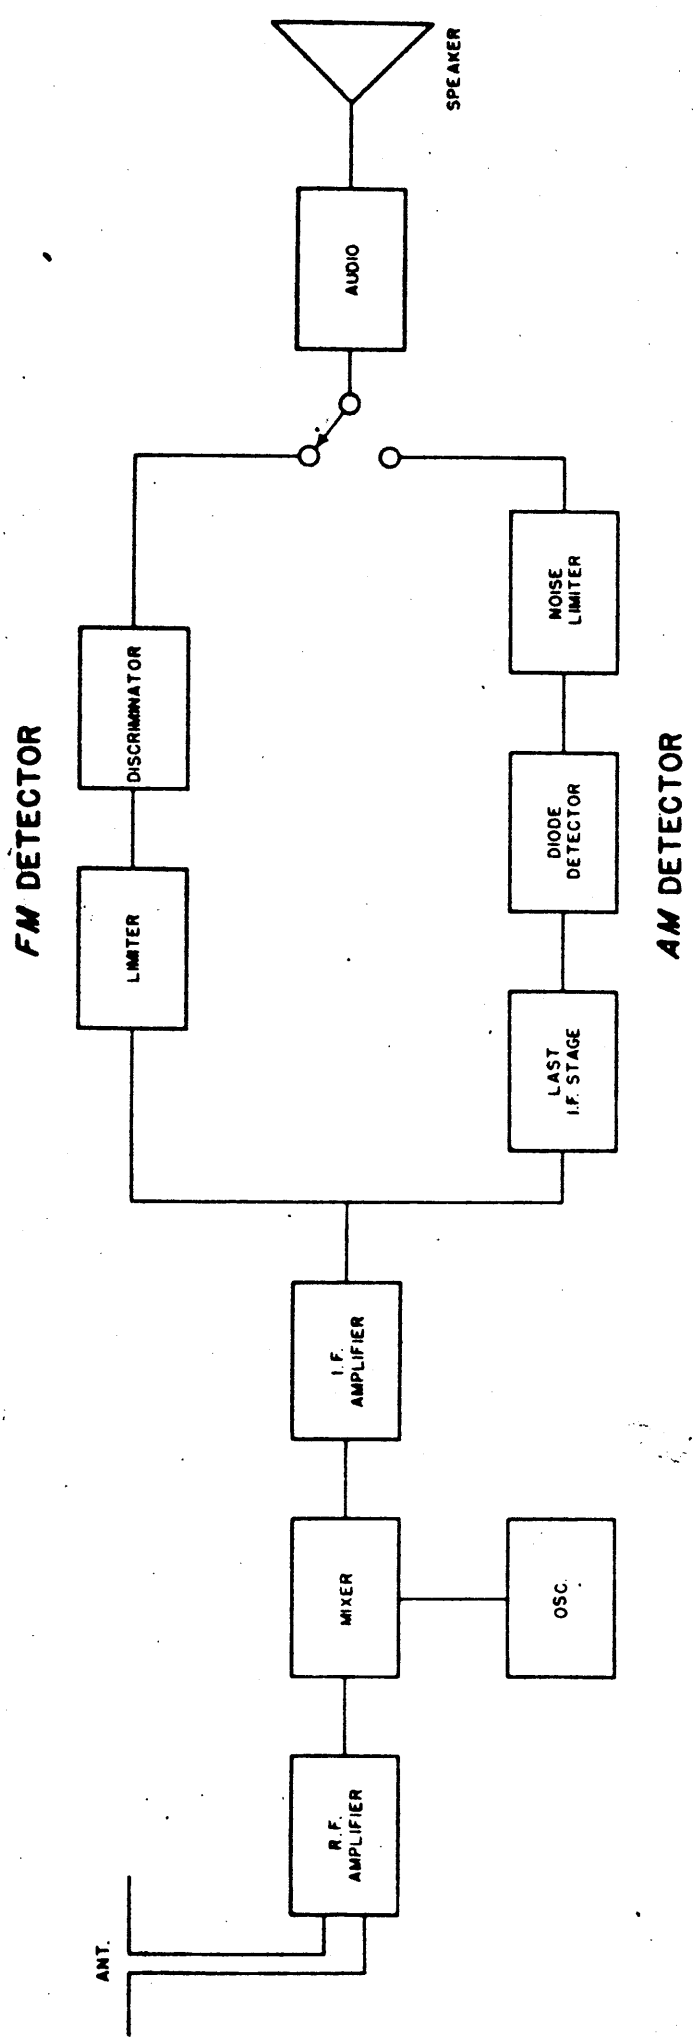 FM DETECTOR
ANT.
R.F.
AMPLIFIER
MIXER
OSC.
I.F.
AMPLIFIER
LIMITER
DISCRIMINATOR
LAST
I.F. STAGE
DIODE
DETECTOR
NOISE
LIMITER
AUDIO
SPEAKER
AM DETECTOR